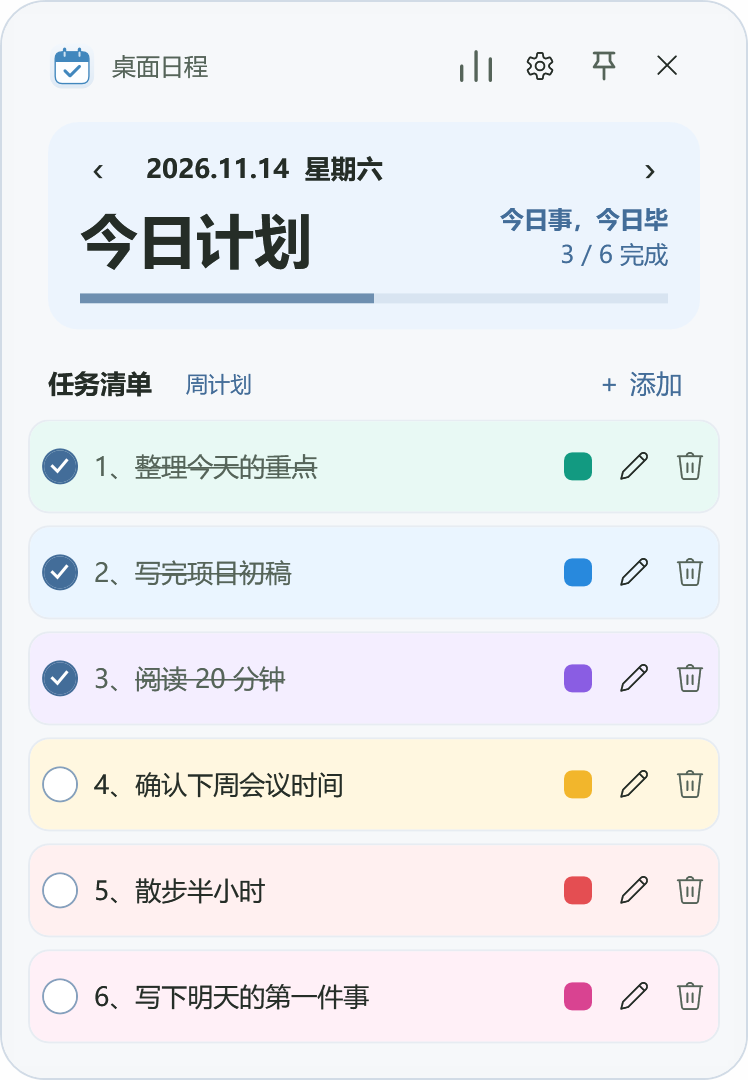 桌面日程
‹ 2026.11.14 星期六 ›
今日计划
今日事，今日毕
3 / 6 完成
任务清单 周计划 + 添加
1、整理今天的重点
2、写完项目初稿
3、阅读 20 分钟
4、确认下周会议时间
5、散步半小时
6、写下明天的第一件事